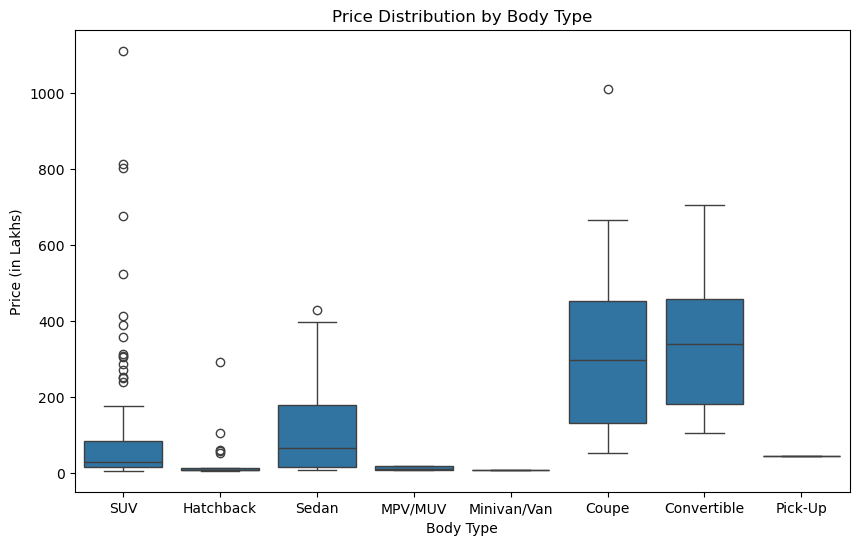 Price Distribution by Body Type
Price (in Lakhs)
1000
800
600
400
200
0
SUV Hatchback Sedan MPV/MUV Minivan/Van Coupe Convertible Pick-Up
Body Type